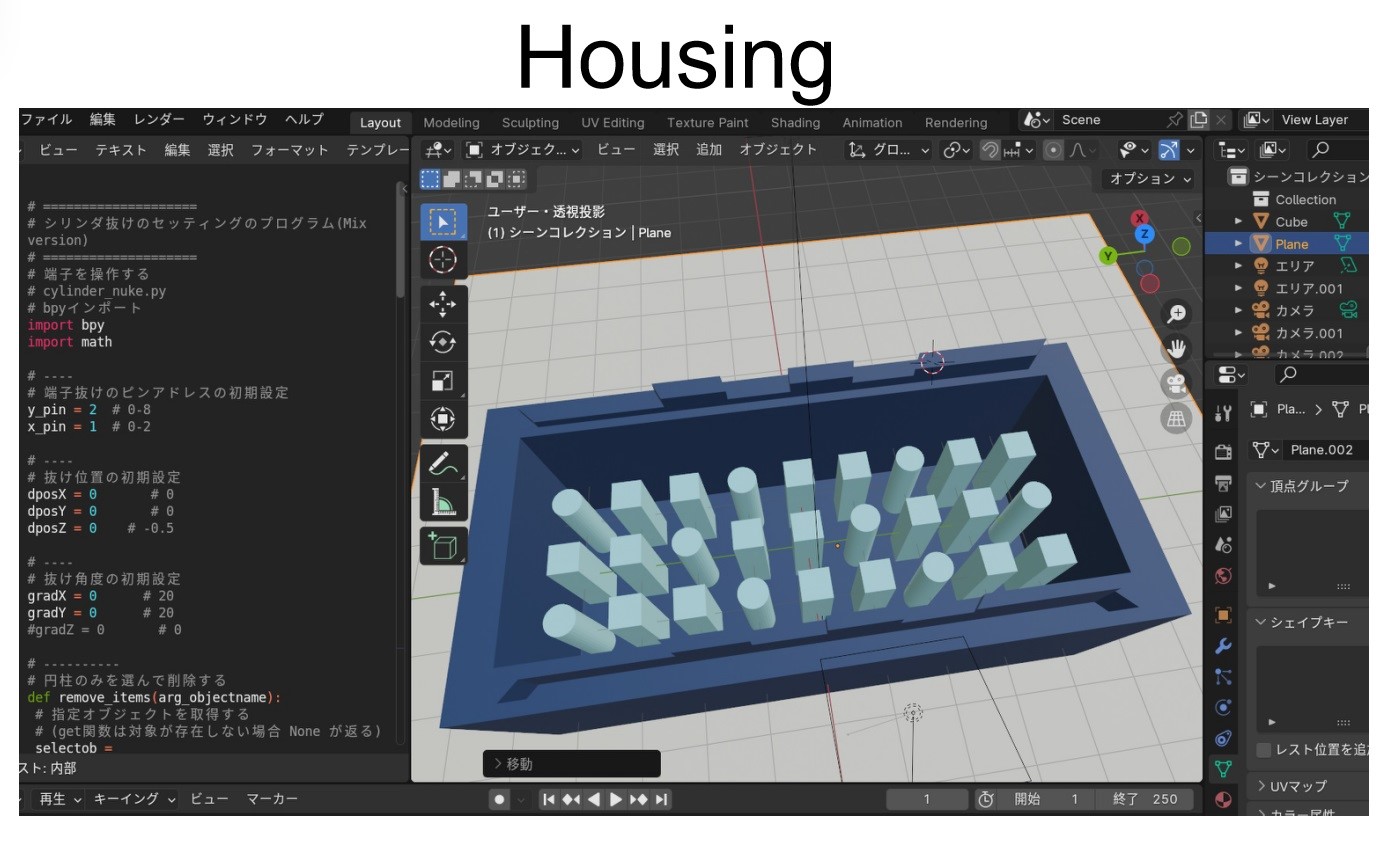 Housing
ファイル 編集 レンダー ウィンドウ ヘルプ Layout Modeling Sculpting UV Editing Texture Paint Shading Animation Rendering Scene View Layer
ビュー テキスト 編集 選択 フォーマット テンプレー
オブジェク... ビュー 選択 追加 オブジェクト グロ...
オプション
# ====================
# シリンダ抜けのセッティングのプログラム(Mix
version)
# ====================
# 端子を操作する
# cylinder_nuke.py
# bpyインポート
import bpy
import math
# ----
# 端子抜けのピンアドレスの初期設定
y_pin = 2  # 0-8
x_pin = 1  # 0-2
# ----
# 抜け位置の初期設定
dposX = 0       # 0
dposY = 0       # 0
dposZ = 0    # -0.5
# ----
# 抜け角度の初期設定
gradX = 0      # 20
gradY = 0      # 20
#gradZ = 0       # 0
# ----------
# 円柱のみを選んで削除する
def remove_items(arg_objectname):
# 指定オブジェクトを取得する
# (get関数は対象が存在しない場合 None が返る)
selectob =
スト: 内部
ユーザー・透視投影
(1) シーンコレクション | Plane
X
Z
Y
> 移動
シーンコレクション
Collection
Cube
Plane
エリア
エリア.001
カメラ
カメラ.001
カメラ.002
Pla... >
Plane.002
頂点グループ
シェイプキー
レスト位置を追
UVマップ
カラー属性
再生 キーイング ビュー マーカー 1 開始 1 終了 250